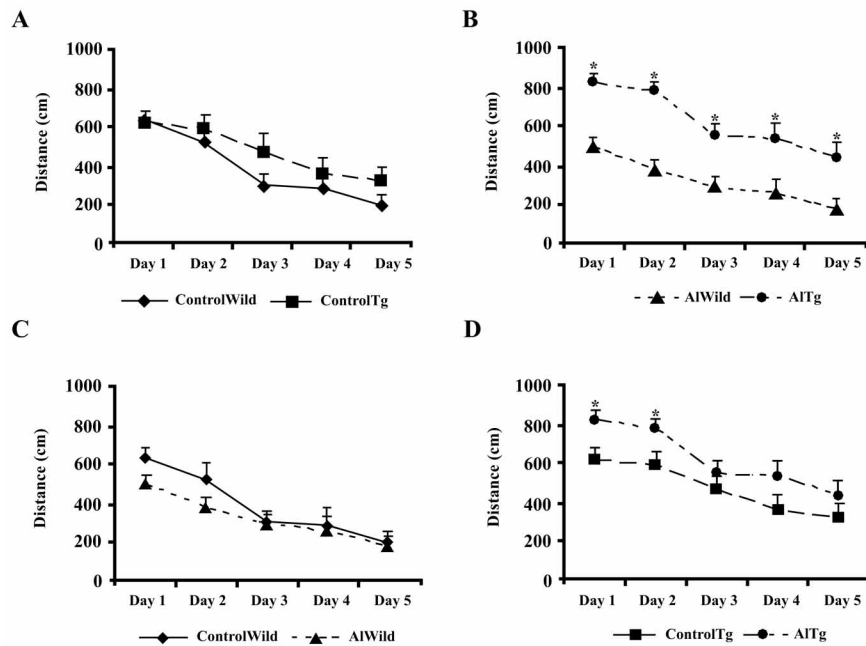 A
1000
800
600
400
200
0
Distance (cm)
Day 1 Day 2 Day 3 Day 4 Day 5
ControlWild ControlTg
B
1000
800
600
400
200
0
Distance (cm)
* * * * *
Day 1 Day 2 Day 3 Day 4 Day 5
AlWild AlTg
C
1000
800
600
400
200
0
Distance (cm)
Day 1 Day 2 Day 3 Day 4 Day 5
ControlWild AlWild
D
1000
800
600
400
200
0
Distance (cm)
* *
Day 1 Day 2 Day 3 Day 4 Day 5
ControlTg AlTg